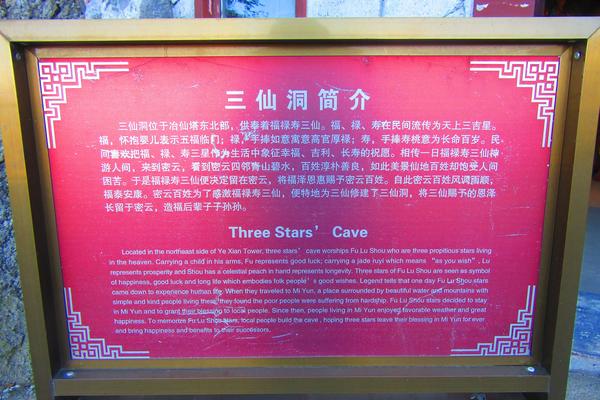 三仙洞简介
三仙洞位于冶仙塔东北部，供奉着福禄寿三仙。福、禄、寿在民间流传为天上三吉星。
福，怀抱婴儿表示五福临门；禄，手捧如意寓意高官厚禄；寿，手捧寿桃意为长命百岁。民
间喜欢把福、禄、寿三星作为生活中象征幸福、吉利、长寿的祝愿。相传一日福禄寿三仙神
游人间，来到密云，看到密云四邻青山碧水，百姓淳朴善良，如此美景仙地百姓却饱受人间
困苦。于是福禄寿三仙便决定留在密云，将福泽恩惠赐予密云百姓。自此密云百姓风调雨顺，
福泰安康。密云百姓为了感激福禄寿三仙，便特地为三仙修建了三仙洞，将三仙赐予的恩泽
长留于密云，造福后辈子子孙孙。
Three Stars’ Cave
Located in the northeast side of Ye Xian Tower, three stars’ cave worships Fu Lu Shou who are three propitious stars living
in the heaven. Carrying a child in his arms, Fu represents good luck; carrying a jade ruyi which means “as you wish”, Lu
represents prosperity and Shou has a celestial peach in hand represents longevity. Three stars of Fu Lu Shou are seen as symbol
of happiness, good luck and long life which embodies folk people’s good wishes. Legend tells that one day Fu Lu Shou stars
came down to experience human life. When they traveled to Mi Yun, a place surrounded by beautiful water and mountains with
simple and kind people living there, they found the poor people were suffering from hardship. Fu Lu Shou stars decided to stay
in Mi Yun and to grant their blessing to local people. Since then, people living in Mi Yun enjoyed favorable weather and great
happiness. To memorize Fu Lu Shou stars, local people build the cave, hoping three stars leave their blessing in Mi Yun for ever
and bring happiness and benefits to their successors.